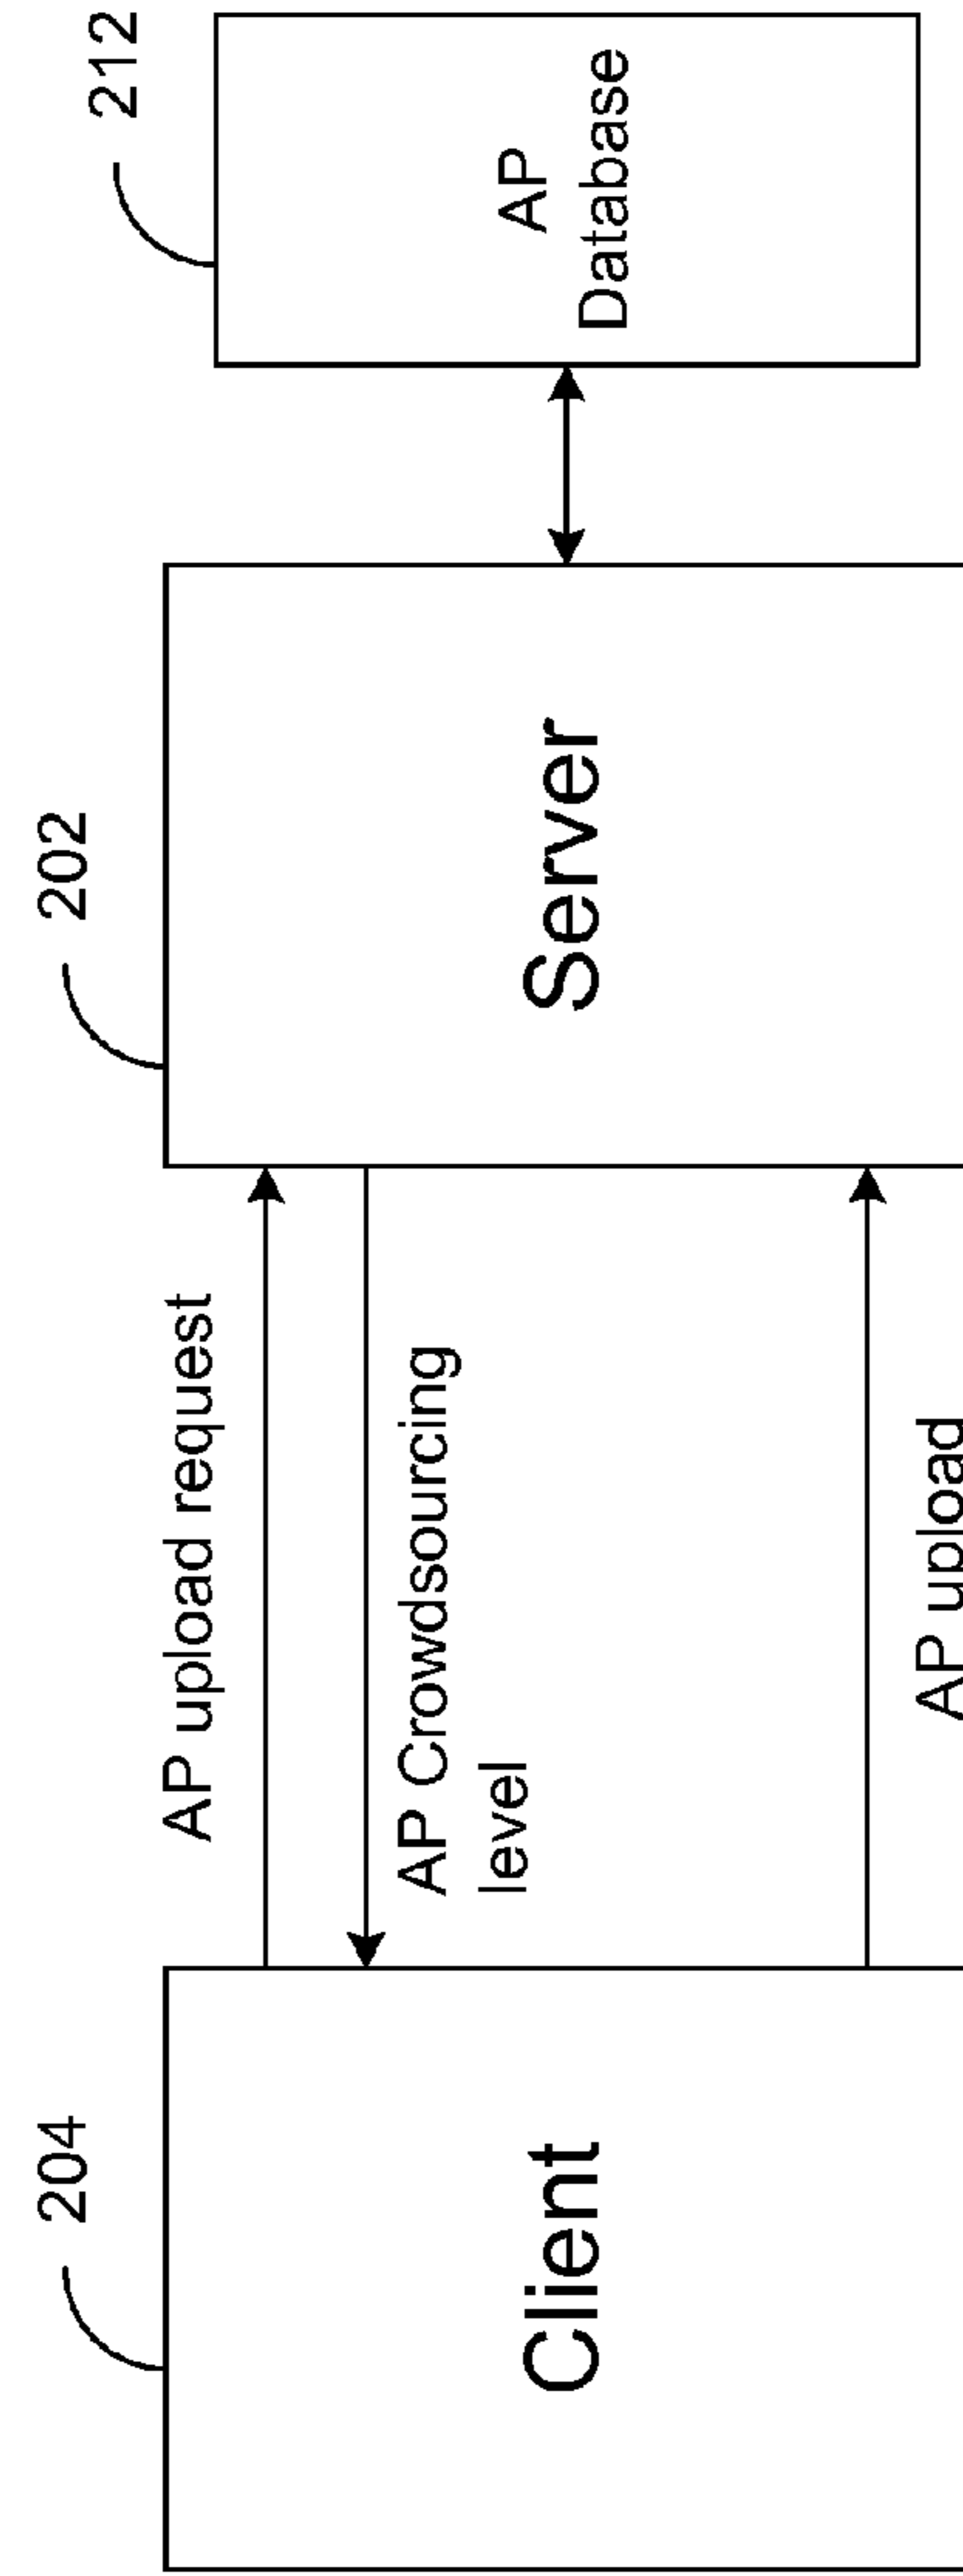 204
202
212
AP upload request
AP Crowdsourcing
level
Client
Server
AP
Database
AP upload